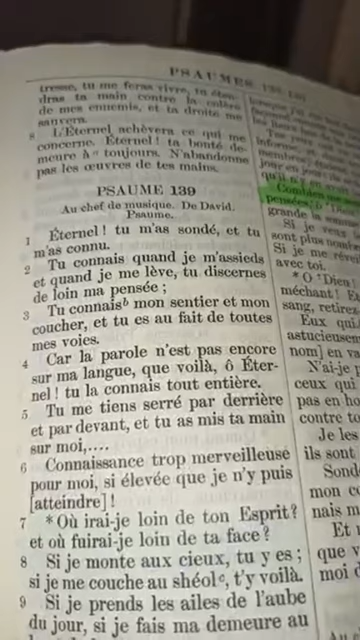 PSAUMES
tresse, tu me feras vivre, tu éten-
dras ta main contre la colère
de mes ennemis, et ta droite me
sauvera.
8 L'Éternel achèvera ce qui me
concerne. Éternel! ta bonté de-
meure à toujours. N'abandonne
pas les œuvres de tes mains.
PSAUME 139
Au chef de musique. De David.
Psaume.
1 Éternel! tu m'as sondé, et tu
m'as connu.
2 Tu connais quand je m'assieds
et quand je me lève, tu discernes
de loin ma pensée;
3 Tu connaisᵇ mon sentier et mon
coucher, et tu es au fait de toutes
mes voies.
4 Car la parole n'est pas encore
sur ma langue, que voilà, ô Éter-
nel! tu la connais tout entière.
5 Tu me tiens serré par derrière
et par devant, et tu as mis ta main
sur moi,....
6 Connaissance trop merveilleuse
pour moi, si élevée que je n'y puis
[atteindre]!
7 *Où irai-je loin de ton Esprit?
et où fuirai-je loin de ta face?
8 Si je monte aux cieux, tu y es;
si je me couche au shéolᶜ, t'y voilà.
9 Si je prends les ailes de l'aube
du jour, si je fais ma demeure au
Combien
pensées
grande la
Si je veux
sont plus nom
Si je me réve
avec toi.
*O Dieu!
méchant! E
sang, retirez
Eux qui
astucieusen
nom] en va
N'ai-je p
ceux qui
pas en ho
contre to
Je les
ils sont
Sond
mon co
nais m
Et r
que v
moi d